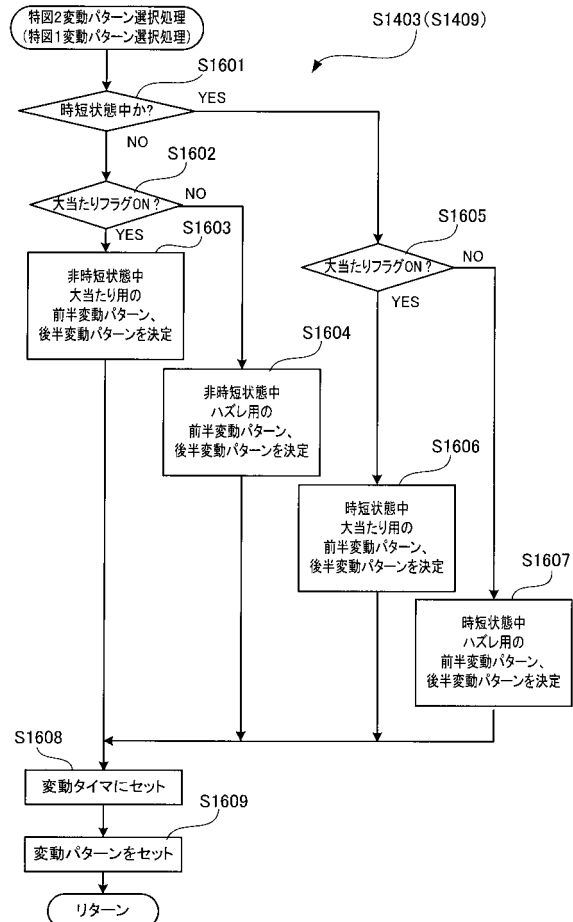 特図2変動パターン選択処理
(特図1変動パターン選択処理)
S1403(S1409)
S1601
時短状態中か?
YES
NO
S1602
大当たりフラグON?
NO
YES
S1603
非時短状態中
大当たり用の
前半変動パターン、
後半変動パターンを決定
S1605
大当たりフラグON?
NO
YES
S1604
非時短状態中
ハズレ用の
前半変動パターン、
後半変動パターンを決定
S1606
時短状態中
大当たり用の
前半変動パターン、
後半変動パターンを決定
S1607
時短状態中
ハズレ用の
前半変動パターン、
後半変動パターンを決定
S1608
変動タイマにセット
S1609
変動パターンをセット
リターン